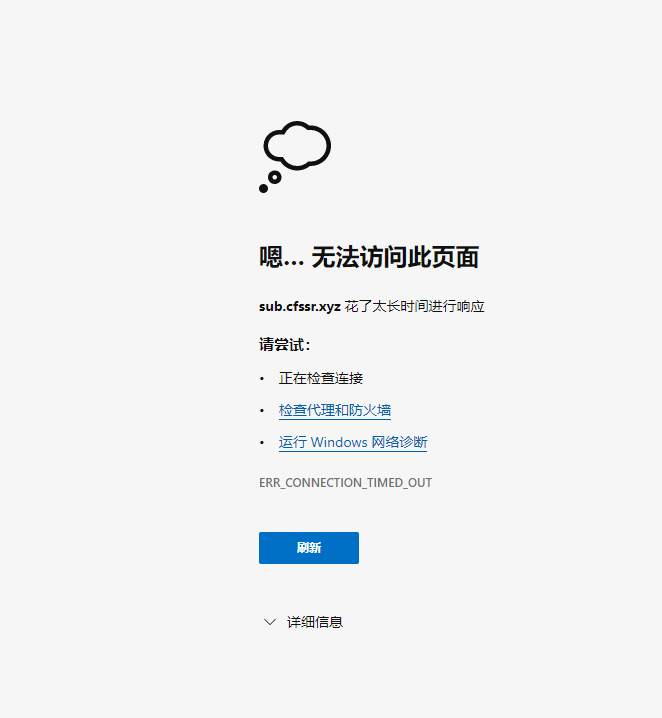 嗯… 无法访问此页面
sub.cfssr.xyz 花了太长时间进行响应
请尝试：
• 正在检查连接
• 检查代理和防火墙
• 运行 Windows 网络诊断
ERR_CONNECTION_TIMED_OUT
刷新
详细信息